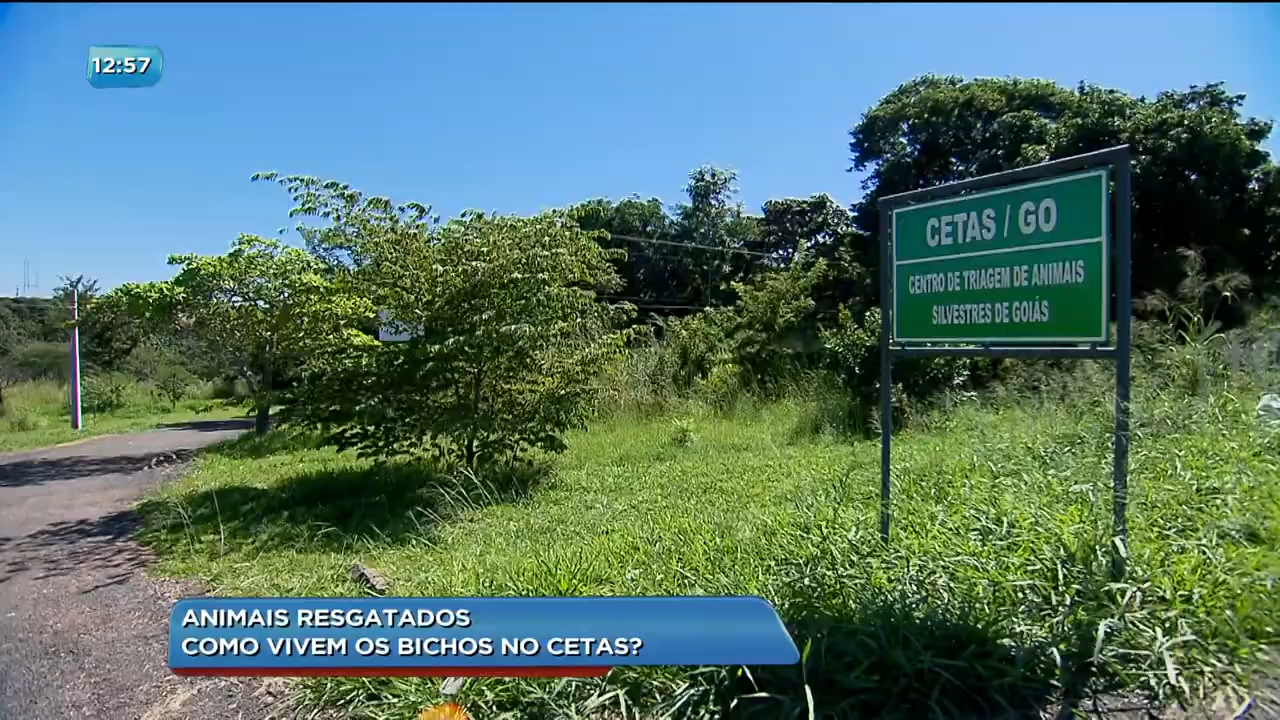 12:57
CETAS / GO
CENTRO DE TRIAGEM DE ANIMAIS
SILVESTRES DE GOIÁS
ANIMAIS RESGATADOS
COMO VIVEM OS BICHOS NO CETAS?